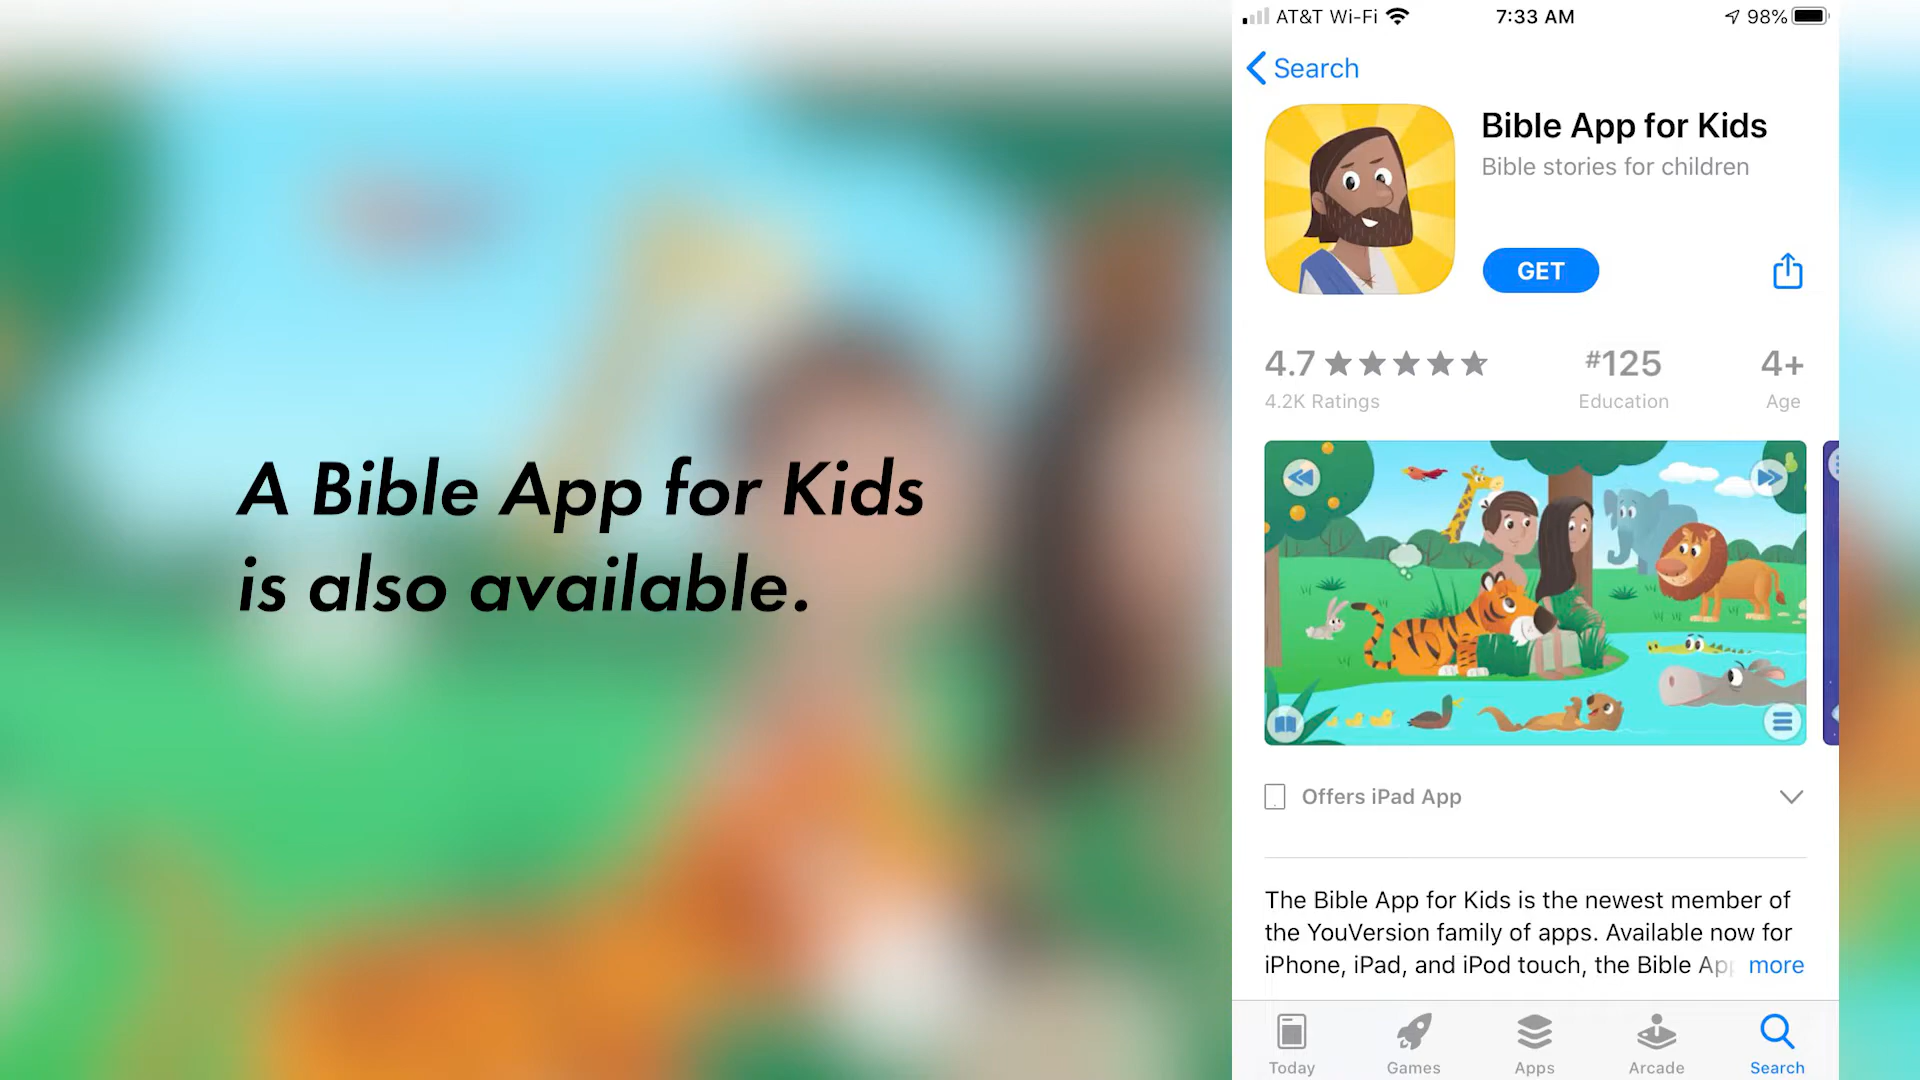 A Bible App for Kids
is also available.
AT&T Wi-Fi 7:33 AM 98%
Search
Bible App for Kids
Bible stories for children
GET
4.7 #125 4+
4.2K Ratings Education Age
Offers iPad App
The Bible App for Kids is the newest member of
the YouVersion family of apps. Available now for
iPhone, iPad, and iPod touch, the Bible App more
Today Games Apps Arcade Search